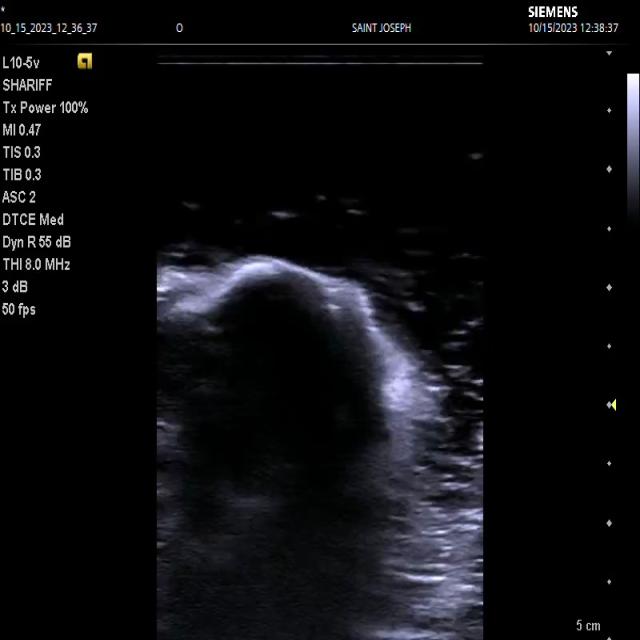 *
SIEMENS
10_15_2023_12_36_37 O SAINT JOSEPH 10/15/2023 12:38:37
L10-5v
SHARIFF
Tx Power 100%
MI 0.47
TIS 0.3
TIB 0.3
ASC 2
DTCE Med
Dyn R 55 dB
THI 8.0 MHz
3 dB
50 fps
5 cm